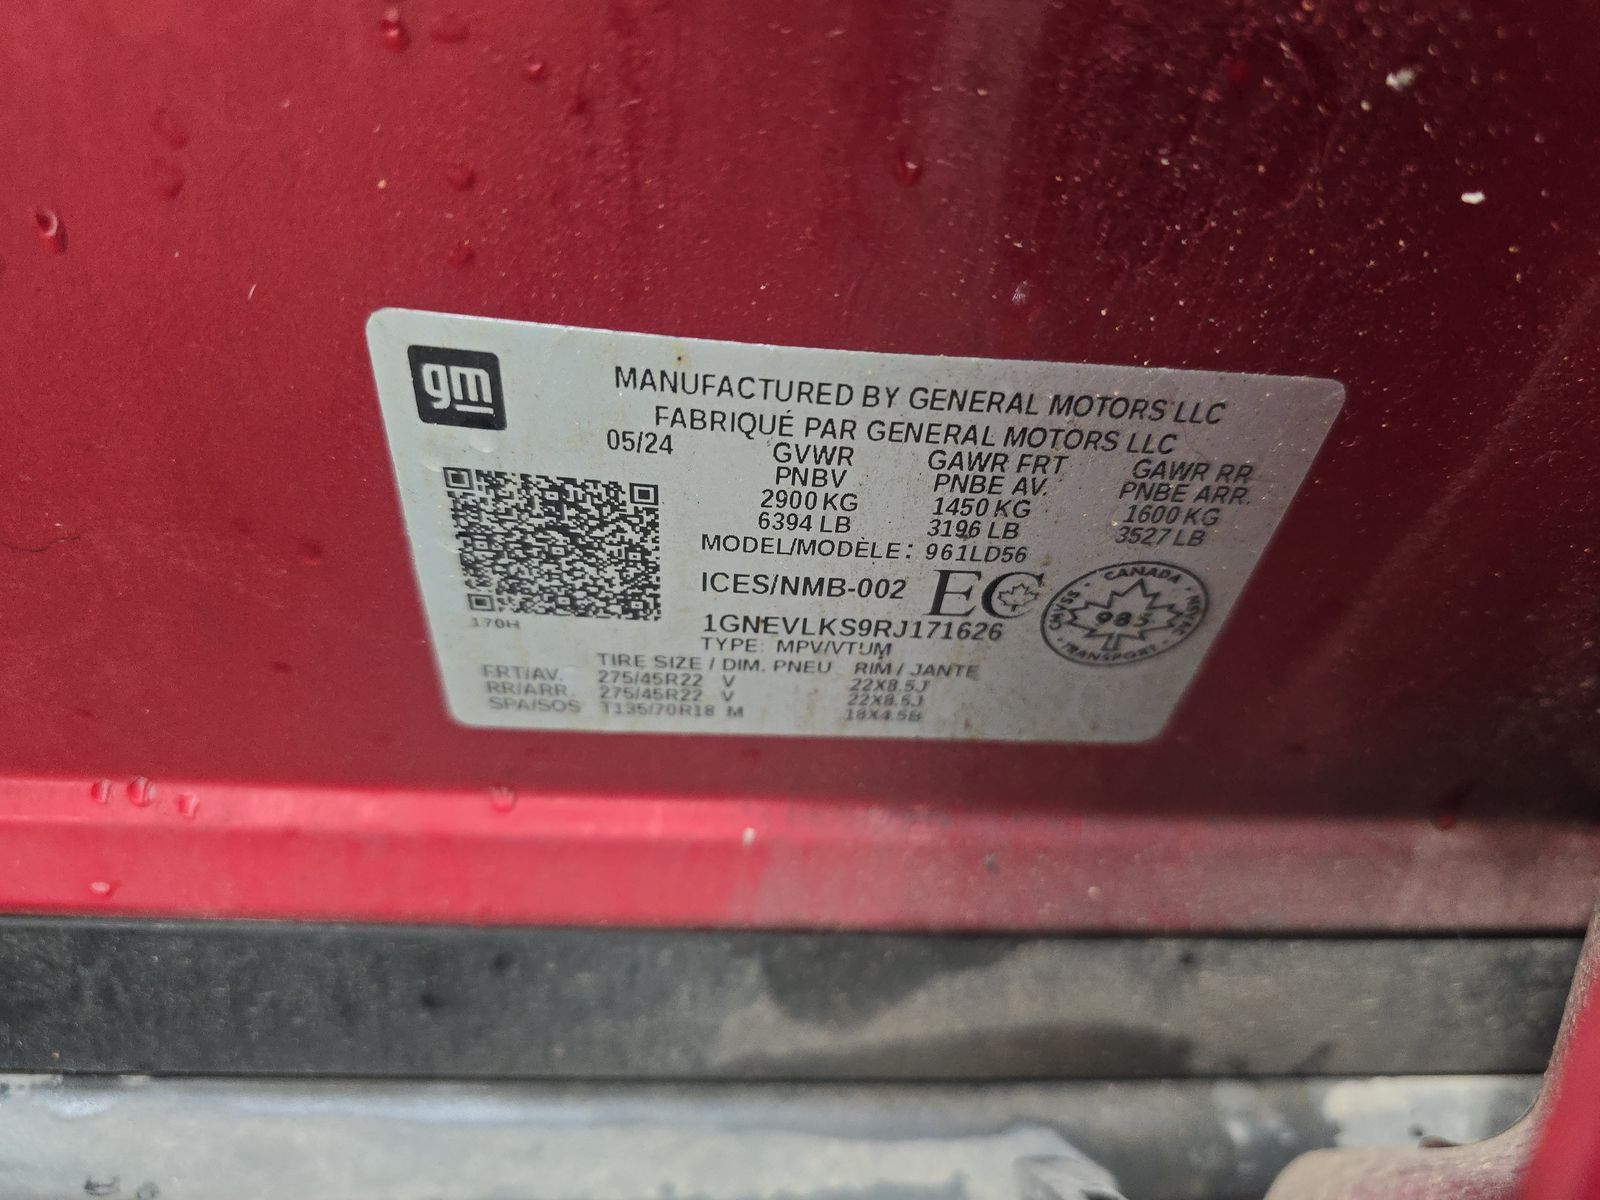 gm
MANUFACTURED BY GENERAL MOTORS LLC
FABRIQUÉ PAR GENERAL MOTORS LLC
05/24
GVWR GAWR FRT GAWR RR
PNBV PNBE AV. PNBE ARR.
2900 KG 1450 KG 1600 KG
6394 LB 3196 LB 3527 LB
MODEL/MODÈLE: 961LD56
ICES/NMB-002 EC
CANADA
CMVSS NSVAC
985
TRANSPORT
170H
1GNEVLKS9RJ171626
TYPE: MPV/VTUM
TIRE SIZE / DIM. PNEU RIM / JANTE
FRT/AV. 275/45R22 V 22X8.5J
RR/ARR. 275/45R22 V 22X8.5J
SPA/SOS T135/70R18 M 18X4.5B